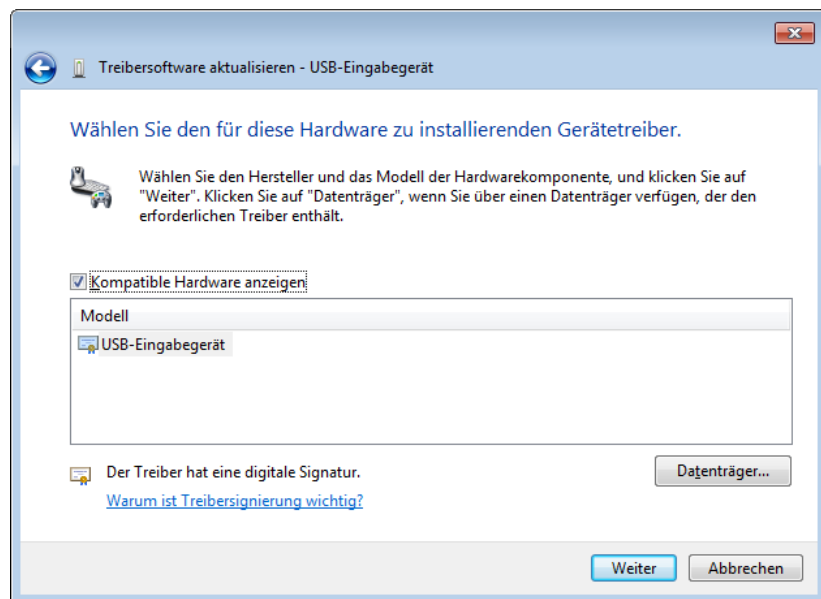 Treibersoftware aktualisieren - USB-Eingabegerät
Wählen Sie den für diese Hardware zu installierenden Gerätetreiber.
Wählen Sie den Hersteller und das Modell der Hardwarekomponente, und klicken Sie auf
"Weiter". Klicken Sie auf "Datenträger", wenn Sie über einen Datenträger verfügen, der den
erforderlichen Treiber enthält.
Kompatible Hardware anzeigen
Modell
USB-Eingabegerät
Der Treiber hat eine digitale Signatur.
Datenträger...
Warum ist Treibersignierung wichtig?
Weiter
Abbrechen